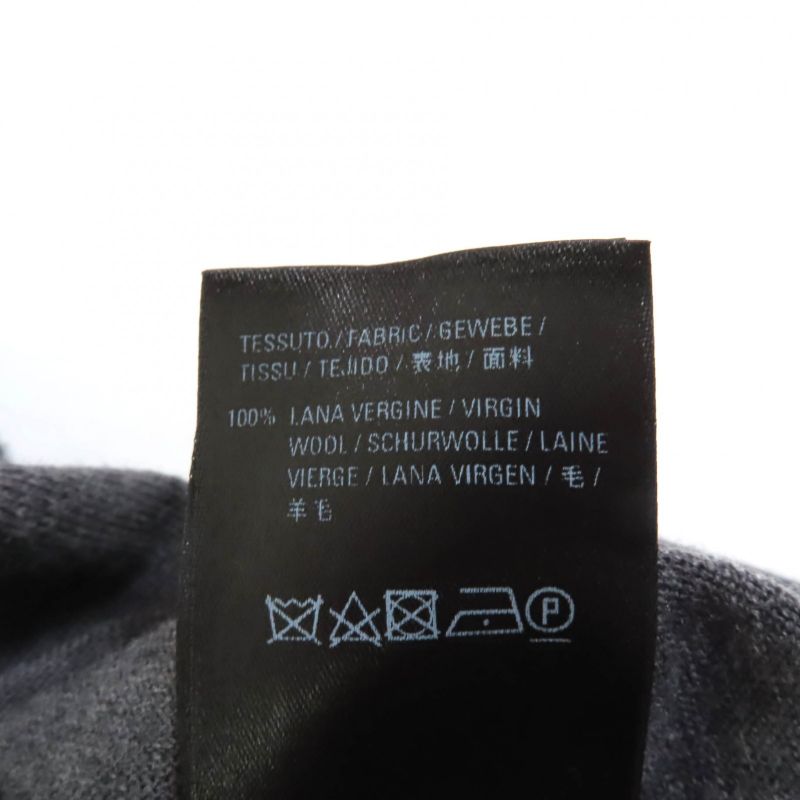 TESSUTO / FABRIC / GEWEBE /
TISSU / TEJIDO / 表地 / 面料
100% LANA VERGINE / VIRGIN
WOOL / SCHURWOLLE / LAINE
VIERGE / LANA VIRGEN / 毛 /
羊毛
P